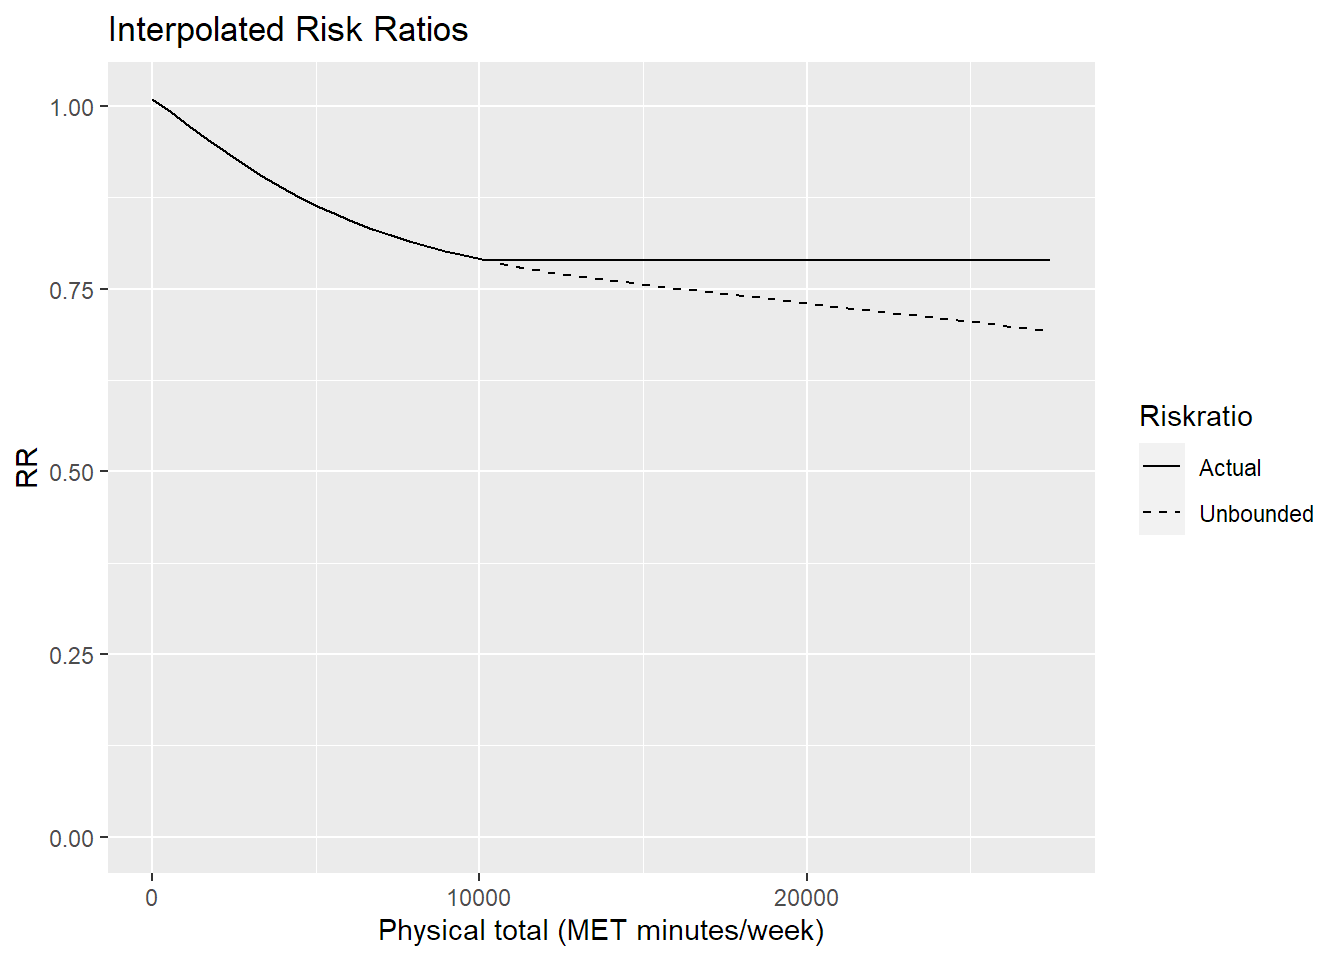 Interpolated Risk Ratios
1.00
0.75
0.50
0.25
0.00
RR
0 10000 20000
Physical total (MET minutes/week)
Riskratio
Actual
Unbounded